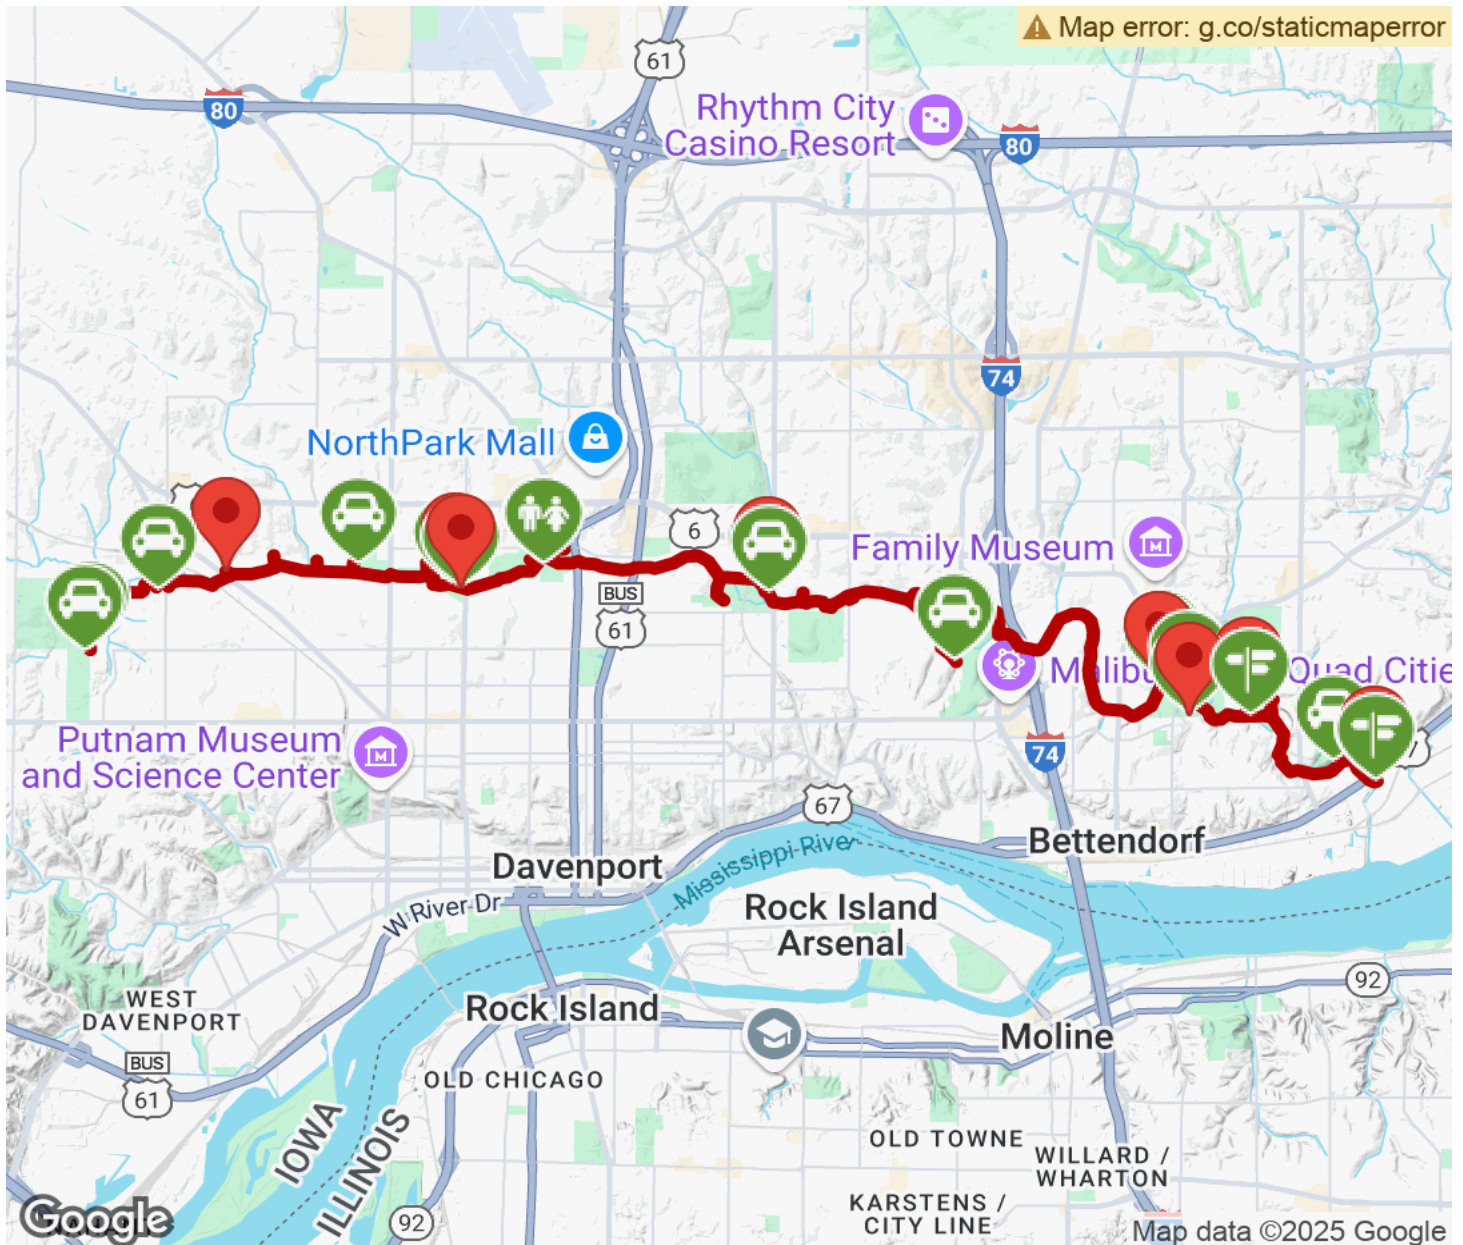 Map error: g.co/staticmaperror
61
80
Rhythm City
Casino Resort
80
74
NorthPark Mall
6
Family Museum
BUS
61
Quad Citie
Putnam Museum
and Science Center
74
67
Bettendorf
Mississippi River
Davenport
W River Dr
Rock Island
Arsenal
92
WEST
DAVENPORT
Rock Island
Moline
BUS
61
OLD CHICAGO
IOWA
ILLINOIS
OLD TOWNE
WILLARD /
WHARTON
KARSTENS /
CITY LINE
92
Google
Map data ©2025 Google